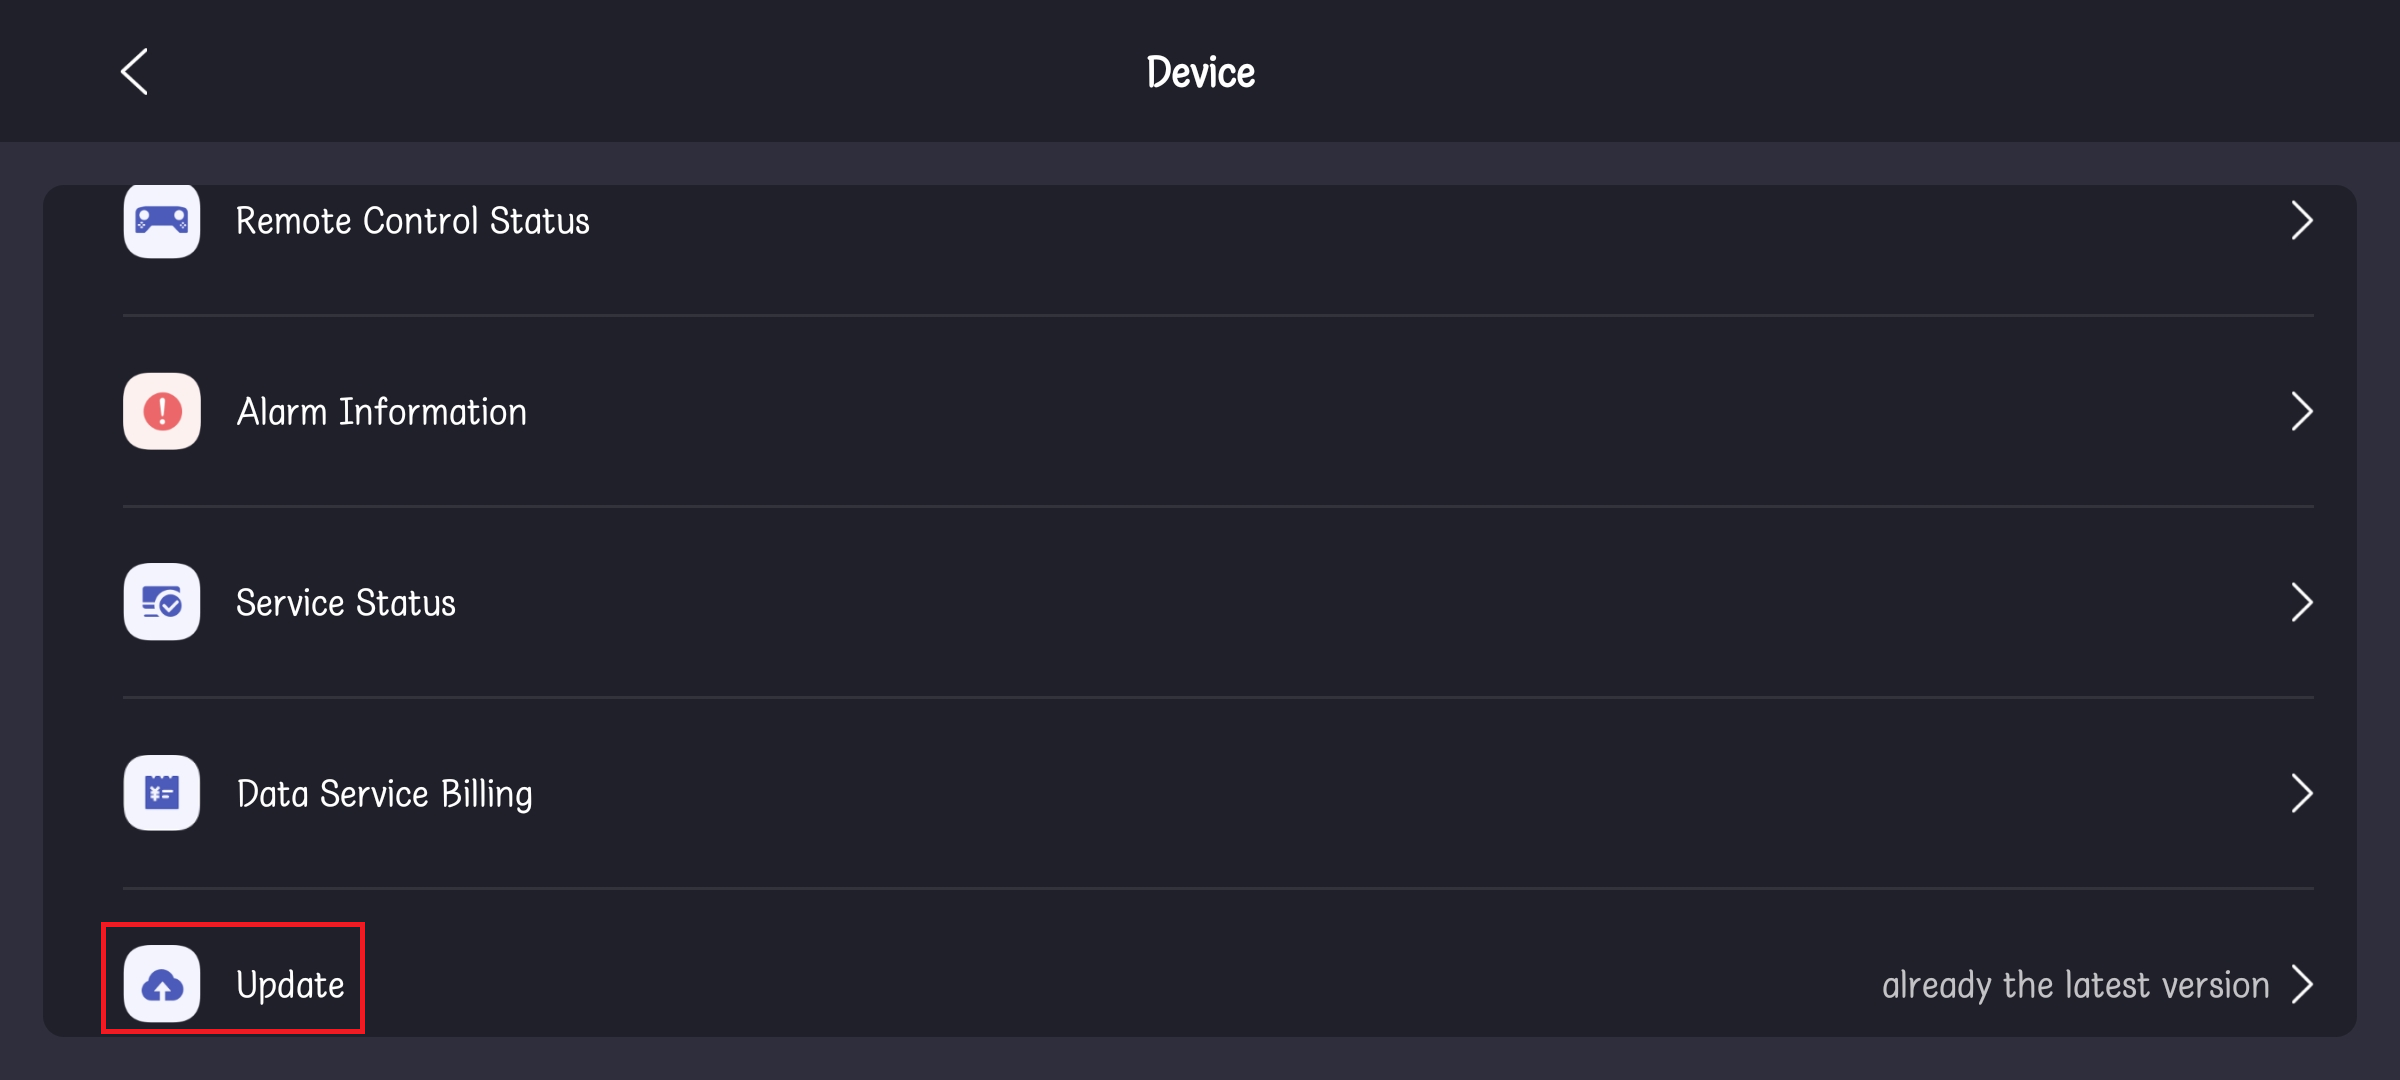 Device
Remote Control Status
Alarm Information
Service Status
Data Service Billing
Update
already the latest version